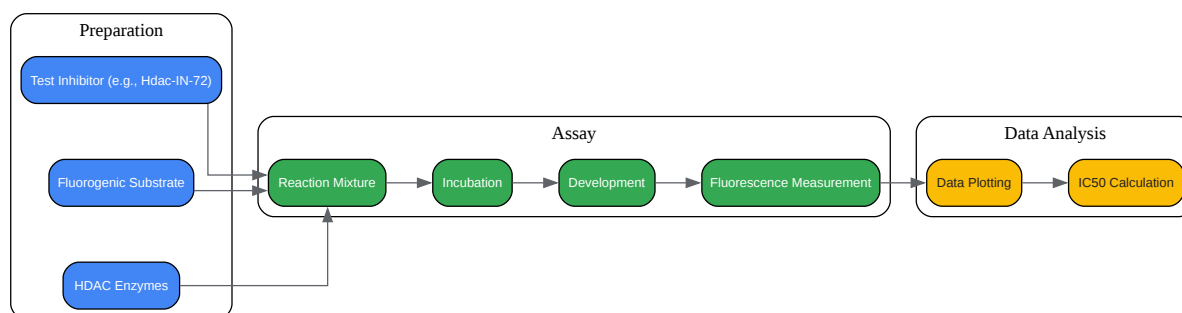 Preparation
Test Inhibitor (e.g., Hdac-IN-72)
Fluorogenic Substrate
HDAC Enzymes
Assay
Reaction Mixture
Incubation
Development
Fluorescence Measurement
Data Analysis
Data Plotting
IC50 Calculation